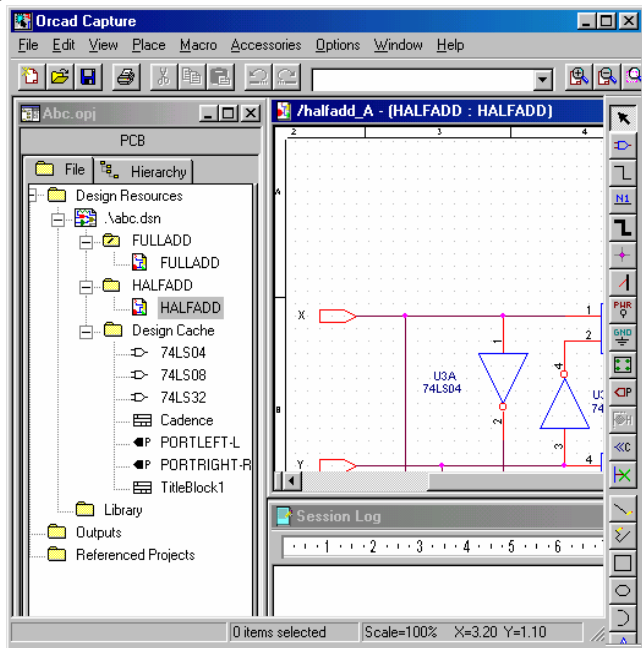 Orcad Capture
File Edit View Place Macro Accessories Options Window Help
Abc.opj
PCB
File Hierarchy
Design Resources
.\abc.dsn
FULLADD
FULLADD
HALFADD
HALFADD
Design Cache
74LS04
74LS08
74LS32
Cadence
PORTLEFT-L
PORTRIGHT-R
TitleBlock1
Library
Outputs
Referenced Projects
/halfadd_A - (HALFADD : HALFADD)
2 3 4
A
B
X
1
1
2
U3A
74LS04
4
U3
74
2
3
Y
4
N1
PWR
GND
P
H
C
Session Log
1 2 3 4 5 6
0 items selected Scale=100% X=3.20 Y=1.10